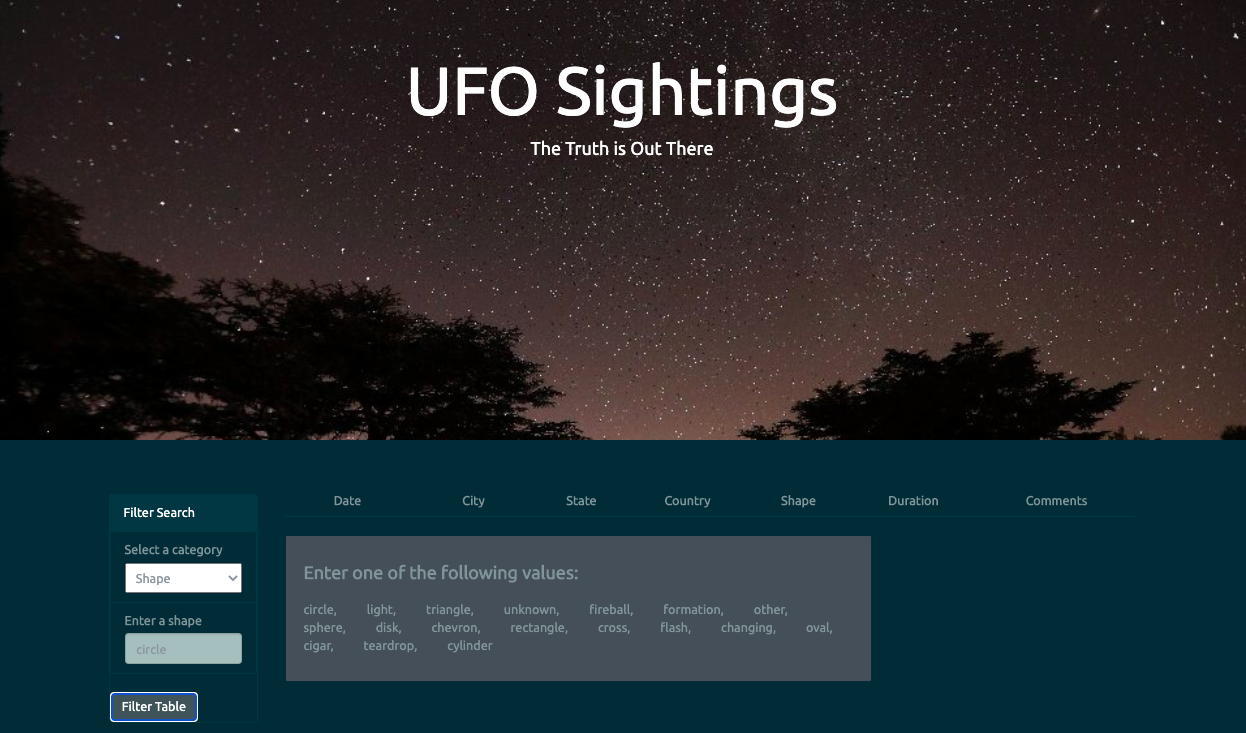 UFO Sightings
The Truth is Out There
Filter Search
Select a category
Shape
Enter a shape
circle
Filter Table
Date City State Country Shape Duration Comments
Enter one of the following values:
circle, light, triangle, unknown, fireball, formation, other,
sphere, disk, chevron, rectangle, cross, flash, changing, oval,
cigar, teardrop, cylinder